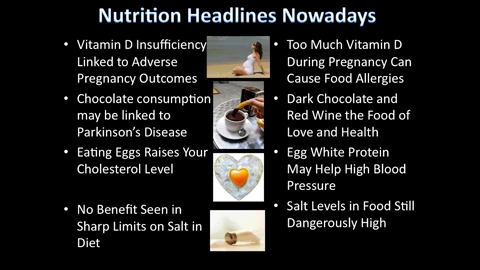 Nutrition Headlines Nowadays
• Vitamin D Insufficiency
Linked to Adverse
Pregnancy Outcomes
• Chocolate consumption
may be linked to
Parkinson's Disease
• Eating Eggs Raises Your
Cholesterol Level
• No Benefit Seen in
Sharp Limits on Salt in
Diet
• Too Much Vitamin D
During Pregnancy Can
Cause Food Allergies
• Dark Chocolate and
Red Wine the Food of
Love and Health
• Egg White Protein
May Help High Blood
Pressure
• Salt Levels in Food Still
Dangerously High